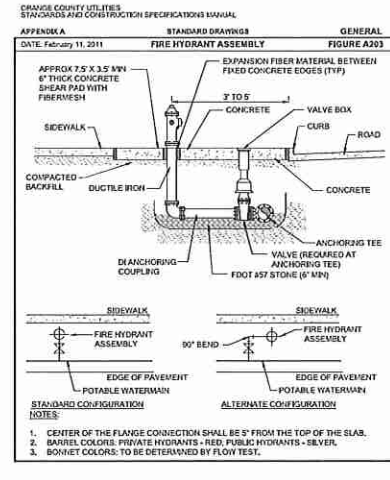 ORANGE COUNTY UTILITIES
STANDARDS AND CONSTRUCTION SPECIFICATIONS MANUAL
APPENDIX A STANDARD DRAWINGS GENERAL
DATE: February 11, 2011 FIRE HYDRANT ASSEMBLY FIGURE A203
APPROX 7.5' X 3.5' MIN
6" THICK CONCRETE
SHEAR PAD WITH
FIBERMESH
EXPANSION FIBER MATERIAL BETWEEN
FIXED CONCRETE EDGES (TYP)
3' TO 5'
CONCRETE
VALVE BOX
CURB
ROAD
SIDEWALK
COMPACTED
BACKFILL
DUCTILE IRON
CONCRETE
ANCHORING TEE
VALVE (REQUIRED AT
ANCHORING TEE)
DI ANCHORING
COUPLING
FDOT #57 STONE (6" MIN)
SIDEWALK
FIRE HYDRANT
ASSEMBLY
EDGE OF PAVEMENT
POTABLE WATERMAIN
STANDARD CONFIGURATION
SIDEWALK
FIRE HYDRANT
ASSEMBLY
90° BEND
EDGE OF PAVEMENT
POTABLE WATERMAIN
ALTERNATE CONFIGURATION
NOTES:
1. CENTER OF THE FLANGE CONNECTION SHALL BE 5" FROM THE TOP OF THE SLAB.
2. BARREL COLORS: PRIVATE HYDRANTS - RED, PUBLIC HYDRANTS - SILVER.
3. BONNET COLORS: TO BE DETERMINED BY FLOW TEST.